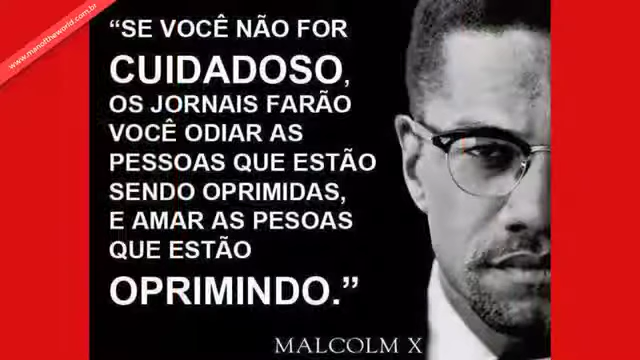 www.manoftheworld.com.br
“SE VOCÊ NÃO FOR
CUIDADOSO,
OS JORNAIS FARÃO
VOCÊ ODIAR AS
PESSOAS QUE ESTÃO
SENDO OPRIMIDAS,
E AMAR AS PESOAS
QUE ESTÃO
OPRIMINDO.”
MALCOLM X